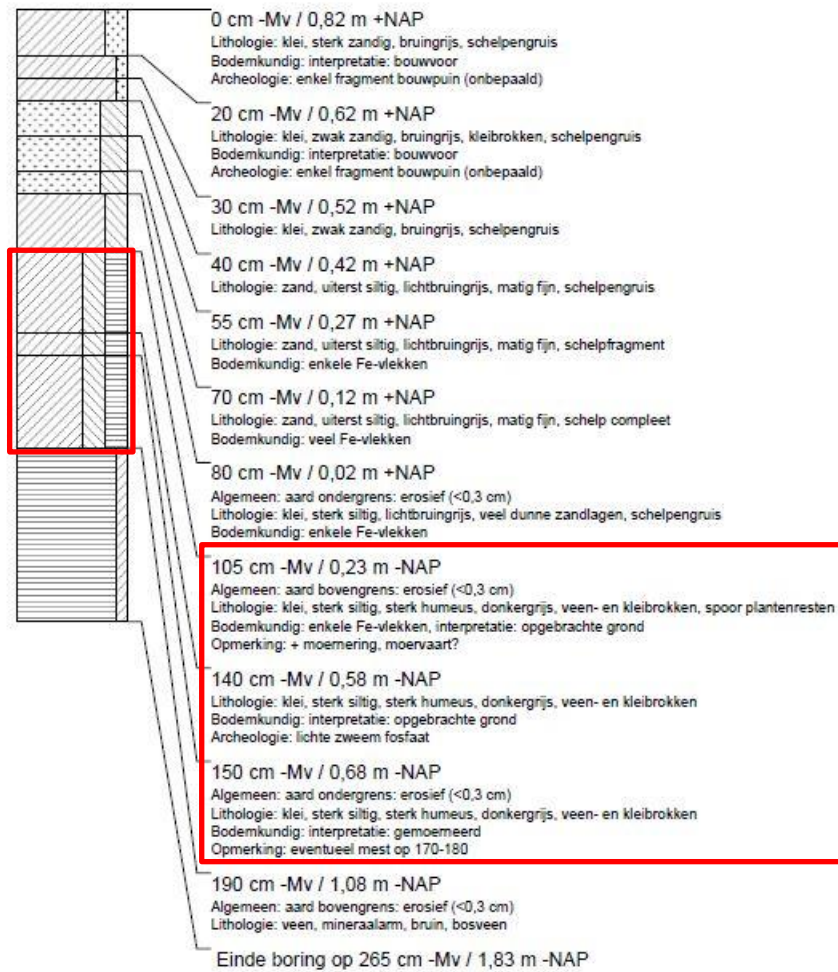 0 cm -Mv / 0,82 m +NAP
Lithologie: klei, sterk zandig, bruingrijs, schelpengruis
Bodemkundig: interpretatie: bouwvoor
Archeologie: enkel fragment bouwpuin (onbepaald)
20 cm -Mv / 0,62 m +NAP
Lithologie: klei, zwak zandig, bruingrijs, kleibrokken, schelpengruis
Bodemkundig: interpretatie: bouwvoor
Archeologie: enkel fragment bouwpuin (onbepaald)
30 cm -Mv / 0,52 m +NAP
Lithologie: klei, zwak zandig, bruingrijs, schelpengruis
40 cm -Mv / 0,42 m +NAP
Lithologie: zand, uiterst siltig, lichtbruingrijs, matig fijn, schelpengruis
55 cm -Mv / 0,27 m +NAP
Lithologie: zand, uiterst siltig, lichtbruingrijs, matig fijn, schelpfragment
Bodemkundig: enkele Fe-vlekken
70 cm -Mv / 0,12 m +NAP
Lithologie: zand, uiterst siltig, lichtbruingrijs, matig fijn, schelp compleet
Bodemkundig: veel Fe-vlekken
80 cm -Mv / 0,02 m +NAP
Algemeen: aard ondergrens: erosief (<0,3 cm)
Lithologie: klei, sterk siltig, lichtbruingrijs, veel dunne zandlagen, schelpengruis
Bodemkundig: enkele Fe-vlekken
105 cm -Mv / 0,23 m -NAP
Algemeen: aard bovengrens: erosief (<0,3 cm)
Lithologie: klei, sterk siltig, sterk humeus, donkergrijs, veen- en kleibrokken, spoor plantenresten
Bodemkundig: enkele Fe-vlekken, interpretatie: opgebrachte grond
Opmerking: + moernering, moervaart?
140 cm -Mv / 0,58 m -NAP
Lithologie: klei, sterk siltig, sterk humeus, donkergrijs, veen- en kleibrokken
Bodemkundig: interpretatie: opgebrachte grond
Archeologie: lichte zweem fosfaat
150 cm -Mv / 0,68 m -NAP
Algemeen: aard ondergrens: erosief (<0,3 cm)
Lithologie: klei, sterk siltig, sterk humeus, donkergrijs, veen- en kleibrokken
Bodemkundig: interpretatie: gemoerneerd
Opmerking: eventueel mest op 170-180
190 cm -Mv / 1,08 m -NAP
Algemeen: aard bovengrens: erosief (<0,3 cm)
Lithologie: veen, mineraalarm, bruin, bosveen
Einde boring op 265 cm -Mv / 1,83 m -NAP